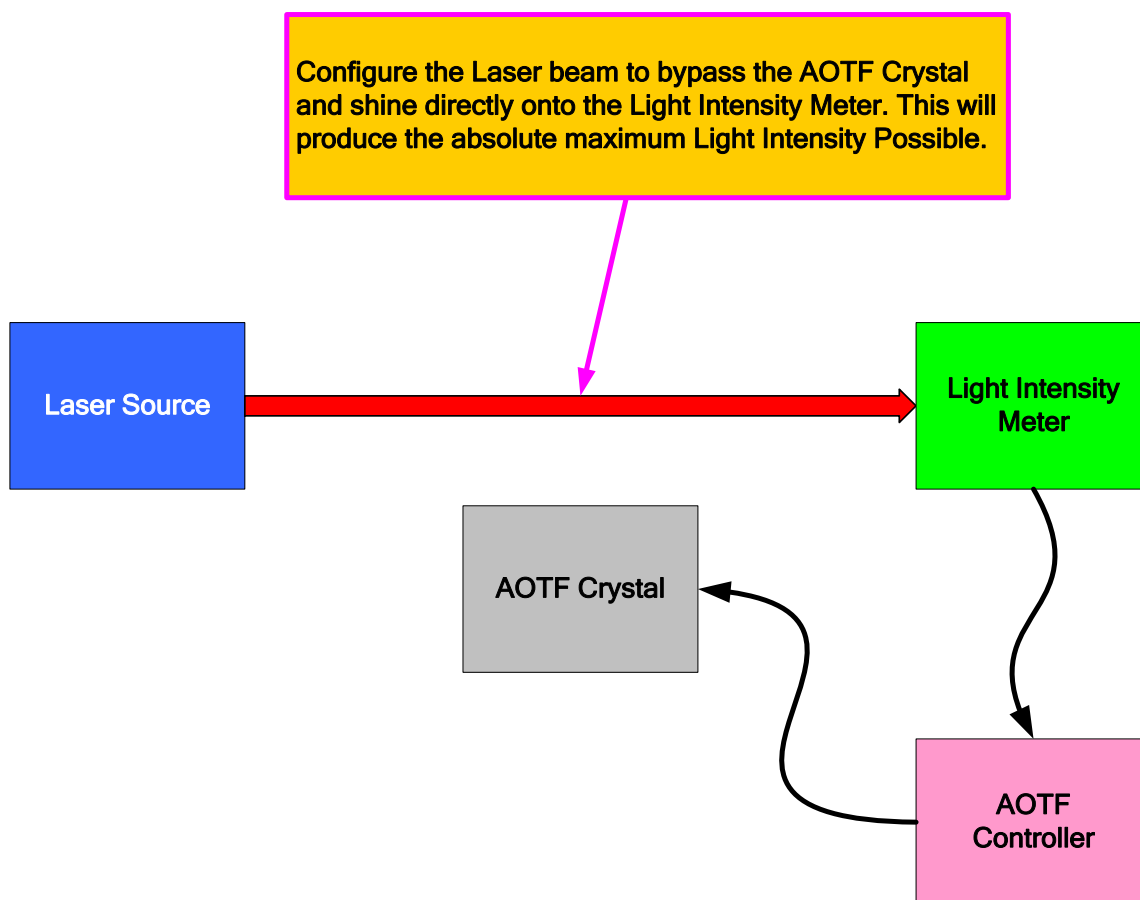 Configure the Laser beam to bypass the AOTF Crystal
and shine directly onto the Light Intensity Meter. This will
produce the absolute maximum Light Intensity Possible.
Laser Source
Light Intensity
Meter
AOTF Crystal
AOTF
Controller